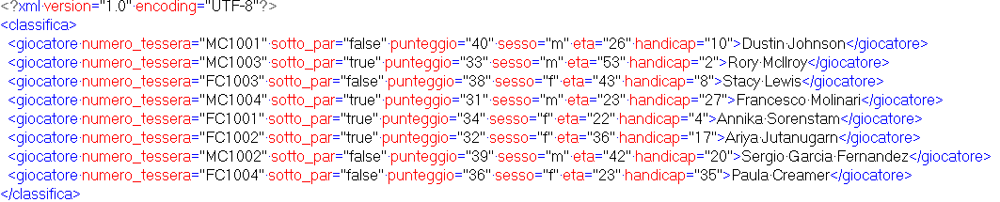 <?xml version="1.0" encoding="UTF-8"?>
<classifica>
<giocatore numero_tessera="MC1001" sotto_par="false" punteggio="40" sesso="m" eta="26" handicap="10">Dustin Johnson</giocatore>
<giocatore numero_tessera="MC1003" sotto_par="true" punteggio="33" sesso="m" eta="53" handicap="2">Rory McIlroy</giocatore>
<giocatore numero_tessera="FC1003" sotto_par="false" punteggio="38" sesso="f" eta="43" handicap="8">Stacy Lewis</giocatore>
<giocatore numero_tessera="MC1004" sotto_par="true" punteggio="31" sesso="m" eta="23" handicap="27">Francesco Molinari</giocatore>
<giocatore numero_tessera="FC1001" sotto_par="true" punteggio="34" sesso="f" eta="22" handicap="4">Annika Sorenstam</giocatore>
<giocatore numero_tessera="FC1002" sotto_par="true" punteggio="32" sesso="f" eta="36" handicap="17">Ariya Jutanugarn</giocatore>
<giocatore numero_tessera="MC1002" sotto_par="false" punteggio="39" sesso="m" eta="42" handicap="20">Sergio Garcia Fernandez</giocatore>
<giocatore numero_tessera="FC1004" sotto_par="false" punteggio="36" sesso="f" eta="23" handicap="35">Paula Creamer</giocatore>
</classifica>